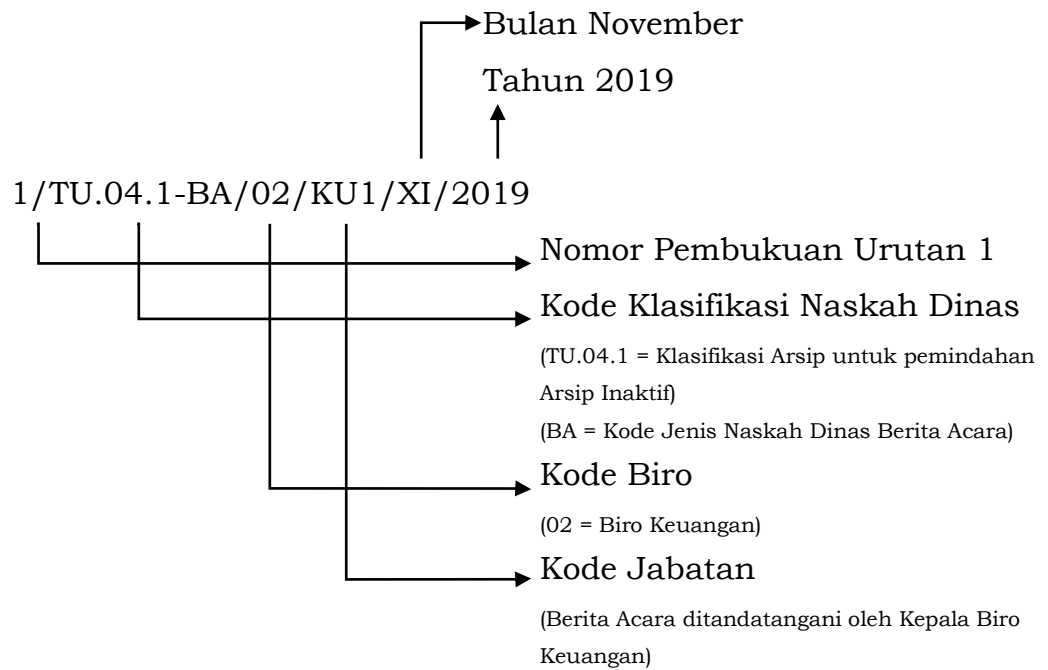 Bulan November
Tahun 2019
1/TU.04.1-BA/02/KU1/XI/2019
Nomor Pembukuan Urutan 1
Kode Klasifikasi Naskah Dinas
(TU.04.1 = Klasifikasi Arsip untuk pemindahan
Arsip Inaktif)
(BA = Kode Jenis Naskah Dinas Berita Acara)
Kode Biro
(02 = Biro Keuangan)
Kode Jabatan
(Berita Acara ditandatangani oleh Kepala Biro
Keuangan)